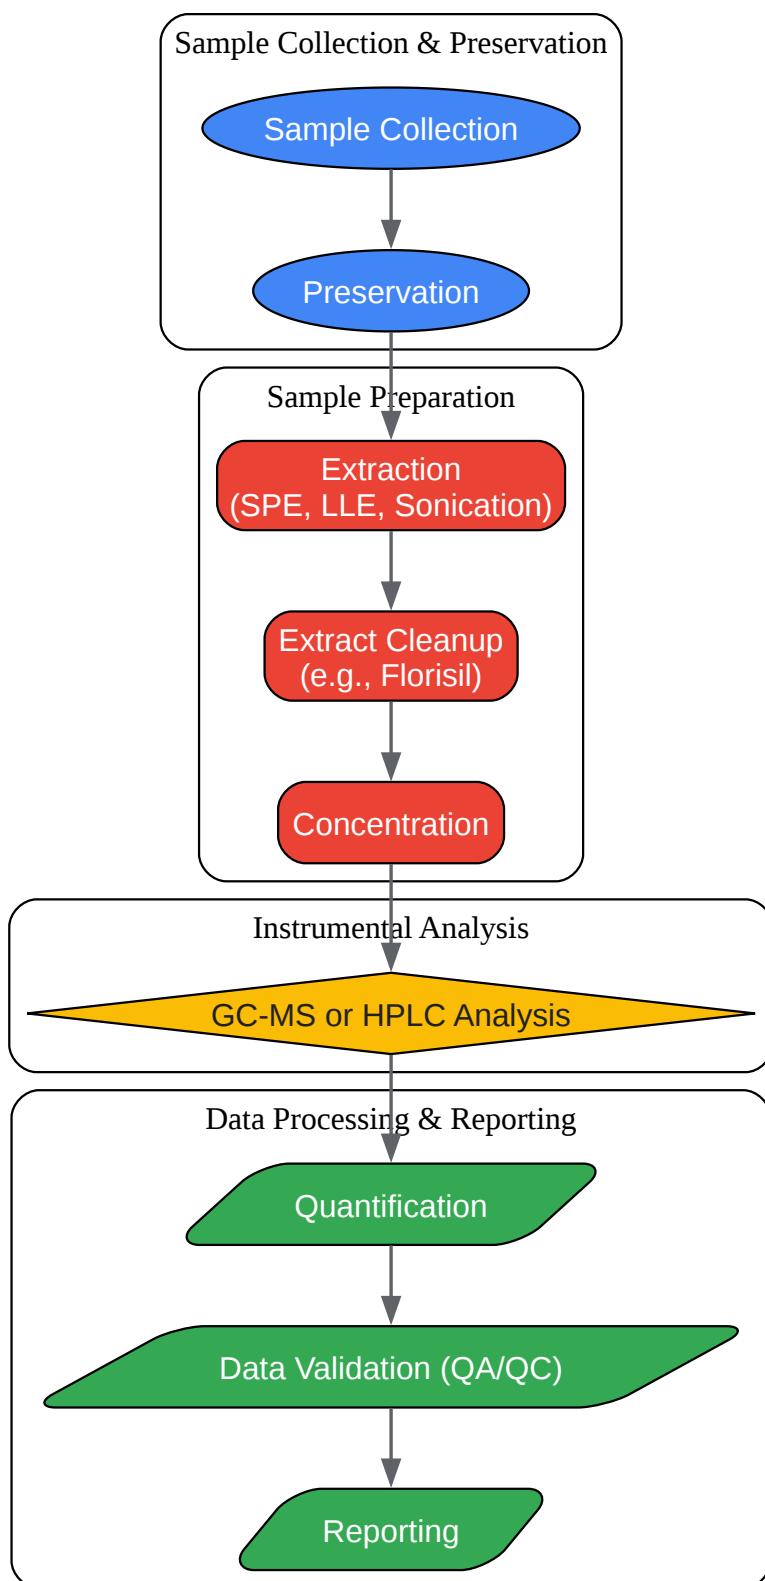 Sample Collection & Preservation
Sample Collection
Preservation
Sample Preparation
Extraction
(SPE, LLE, Sonication)
Extract Cleanup
(e.g., Florisil)
Concentration
Instrumental Analysis
GC-MS or HPLC Analysis
Data Processing & Reporting
Quantification
Data Validation (QA/QC)
Reporting